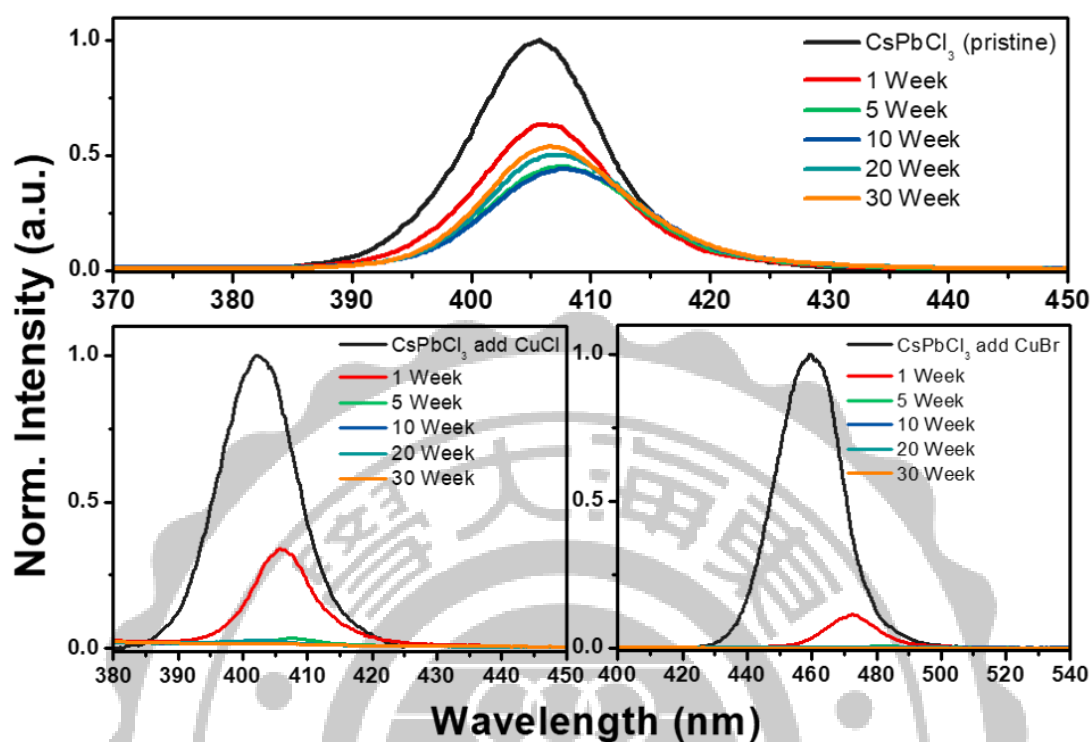 Norm. Intensity (a.u.)
1.0
0.5
0.0
CsPbCl₃ (pristine)
1 Week
5 Week
10 Week
20 Week
30 Week
370 380 390 400 410 420 430 440 450
1.0
0.5
0.0
CsPbCl₃ add CuCl
1 Week
5 Week
10 Week
20 Week
30 Week
380 390 400 410 420 430 440 450
1.0
0.5
0.0
CsPbCl₃ add CuBr
1 Week
5 Week
10 Week
20 Week
30 Week
400 420 440 460 480 500 520 540
Wavelength (nm)
大海